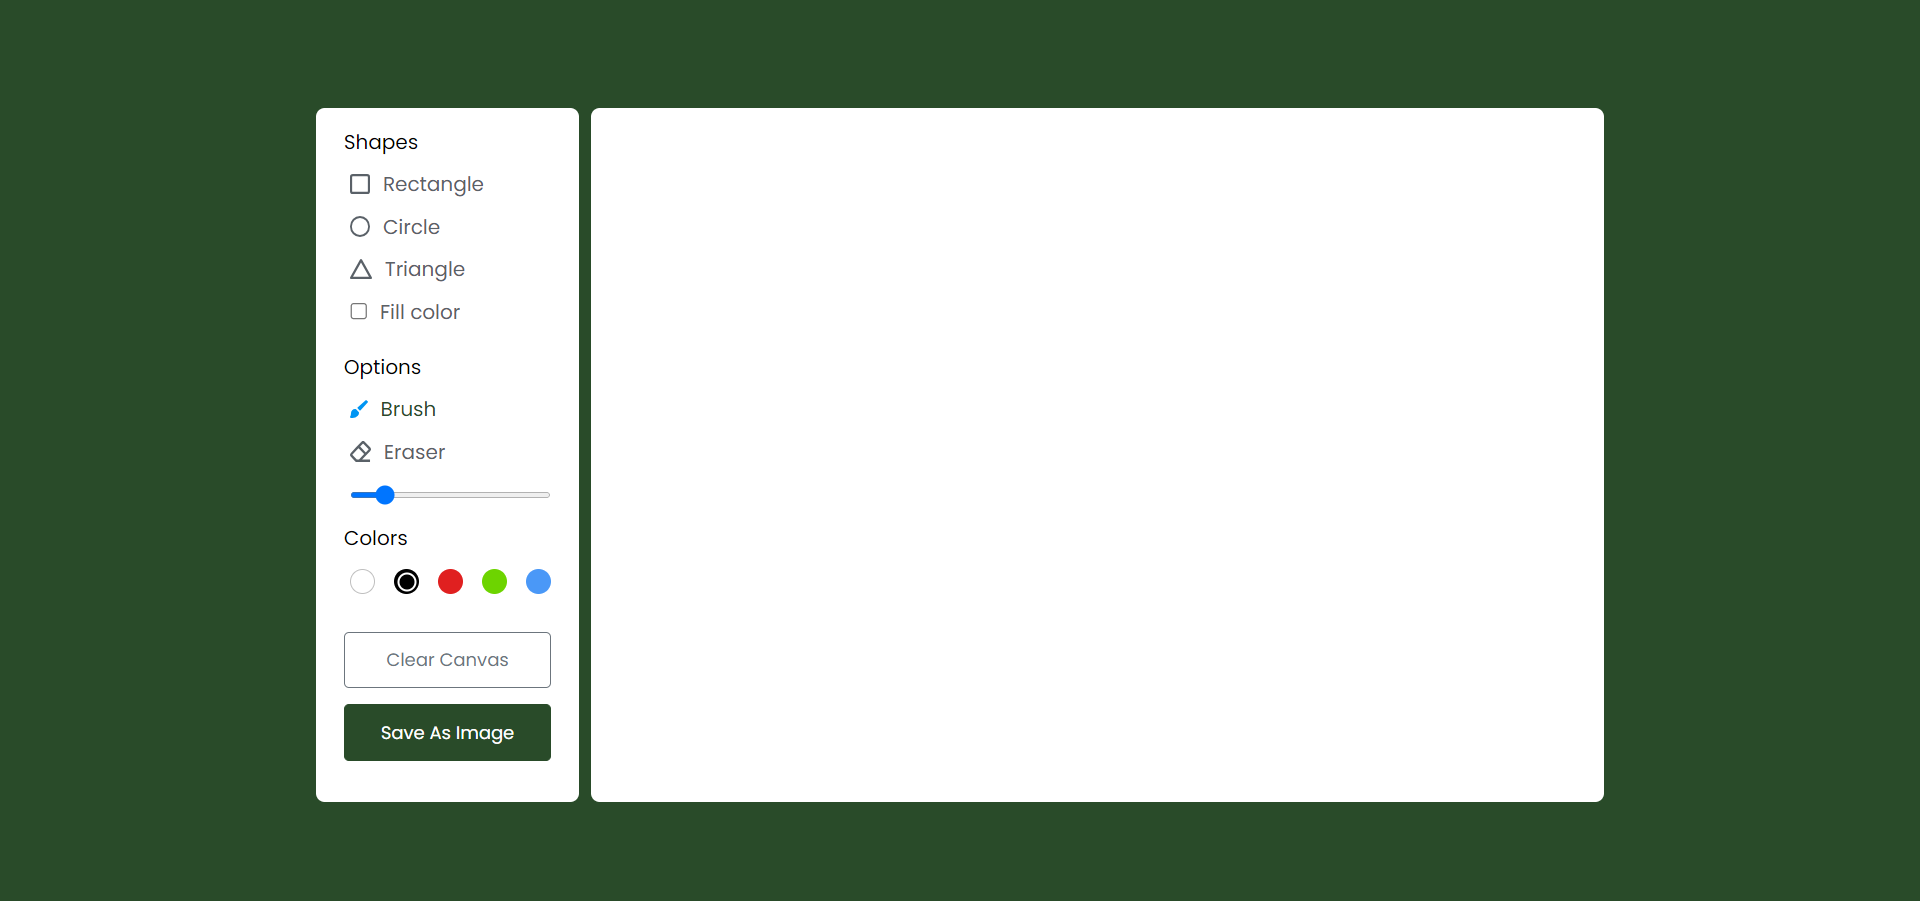 Shapes
Rectangle
Circle
Triangle
Fill color
Options
Brush
Eraser
Colors
Clear Canvas
Save As Image